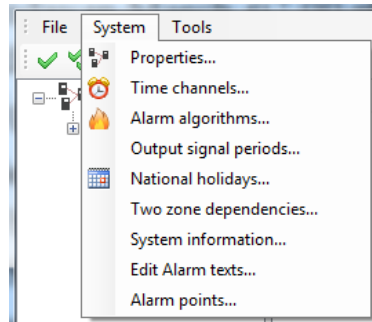 File System Tools
Properties...
Time channels...
Alarm algorithms...
Output signal periods...
National holidays...
Two zone dependencies...
System information...
Edit Alarm texts...
Alarm points...